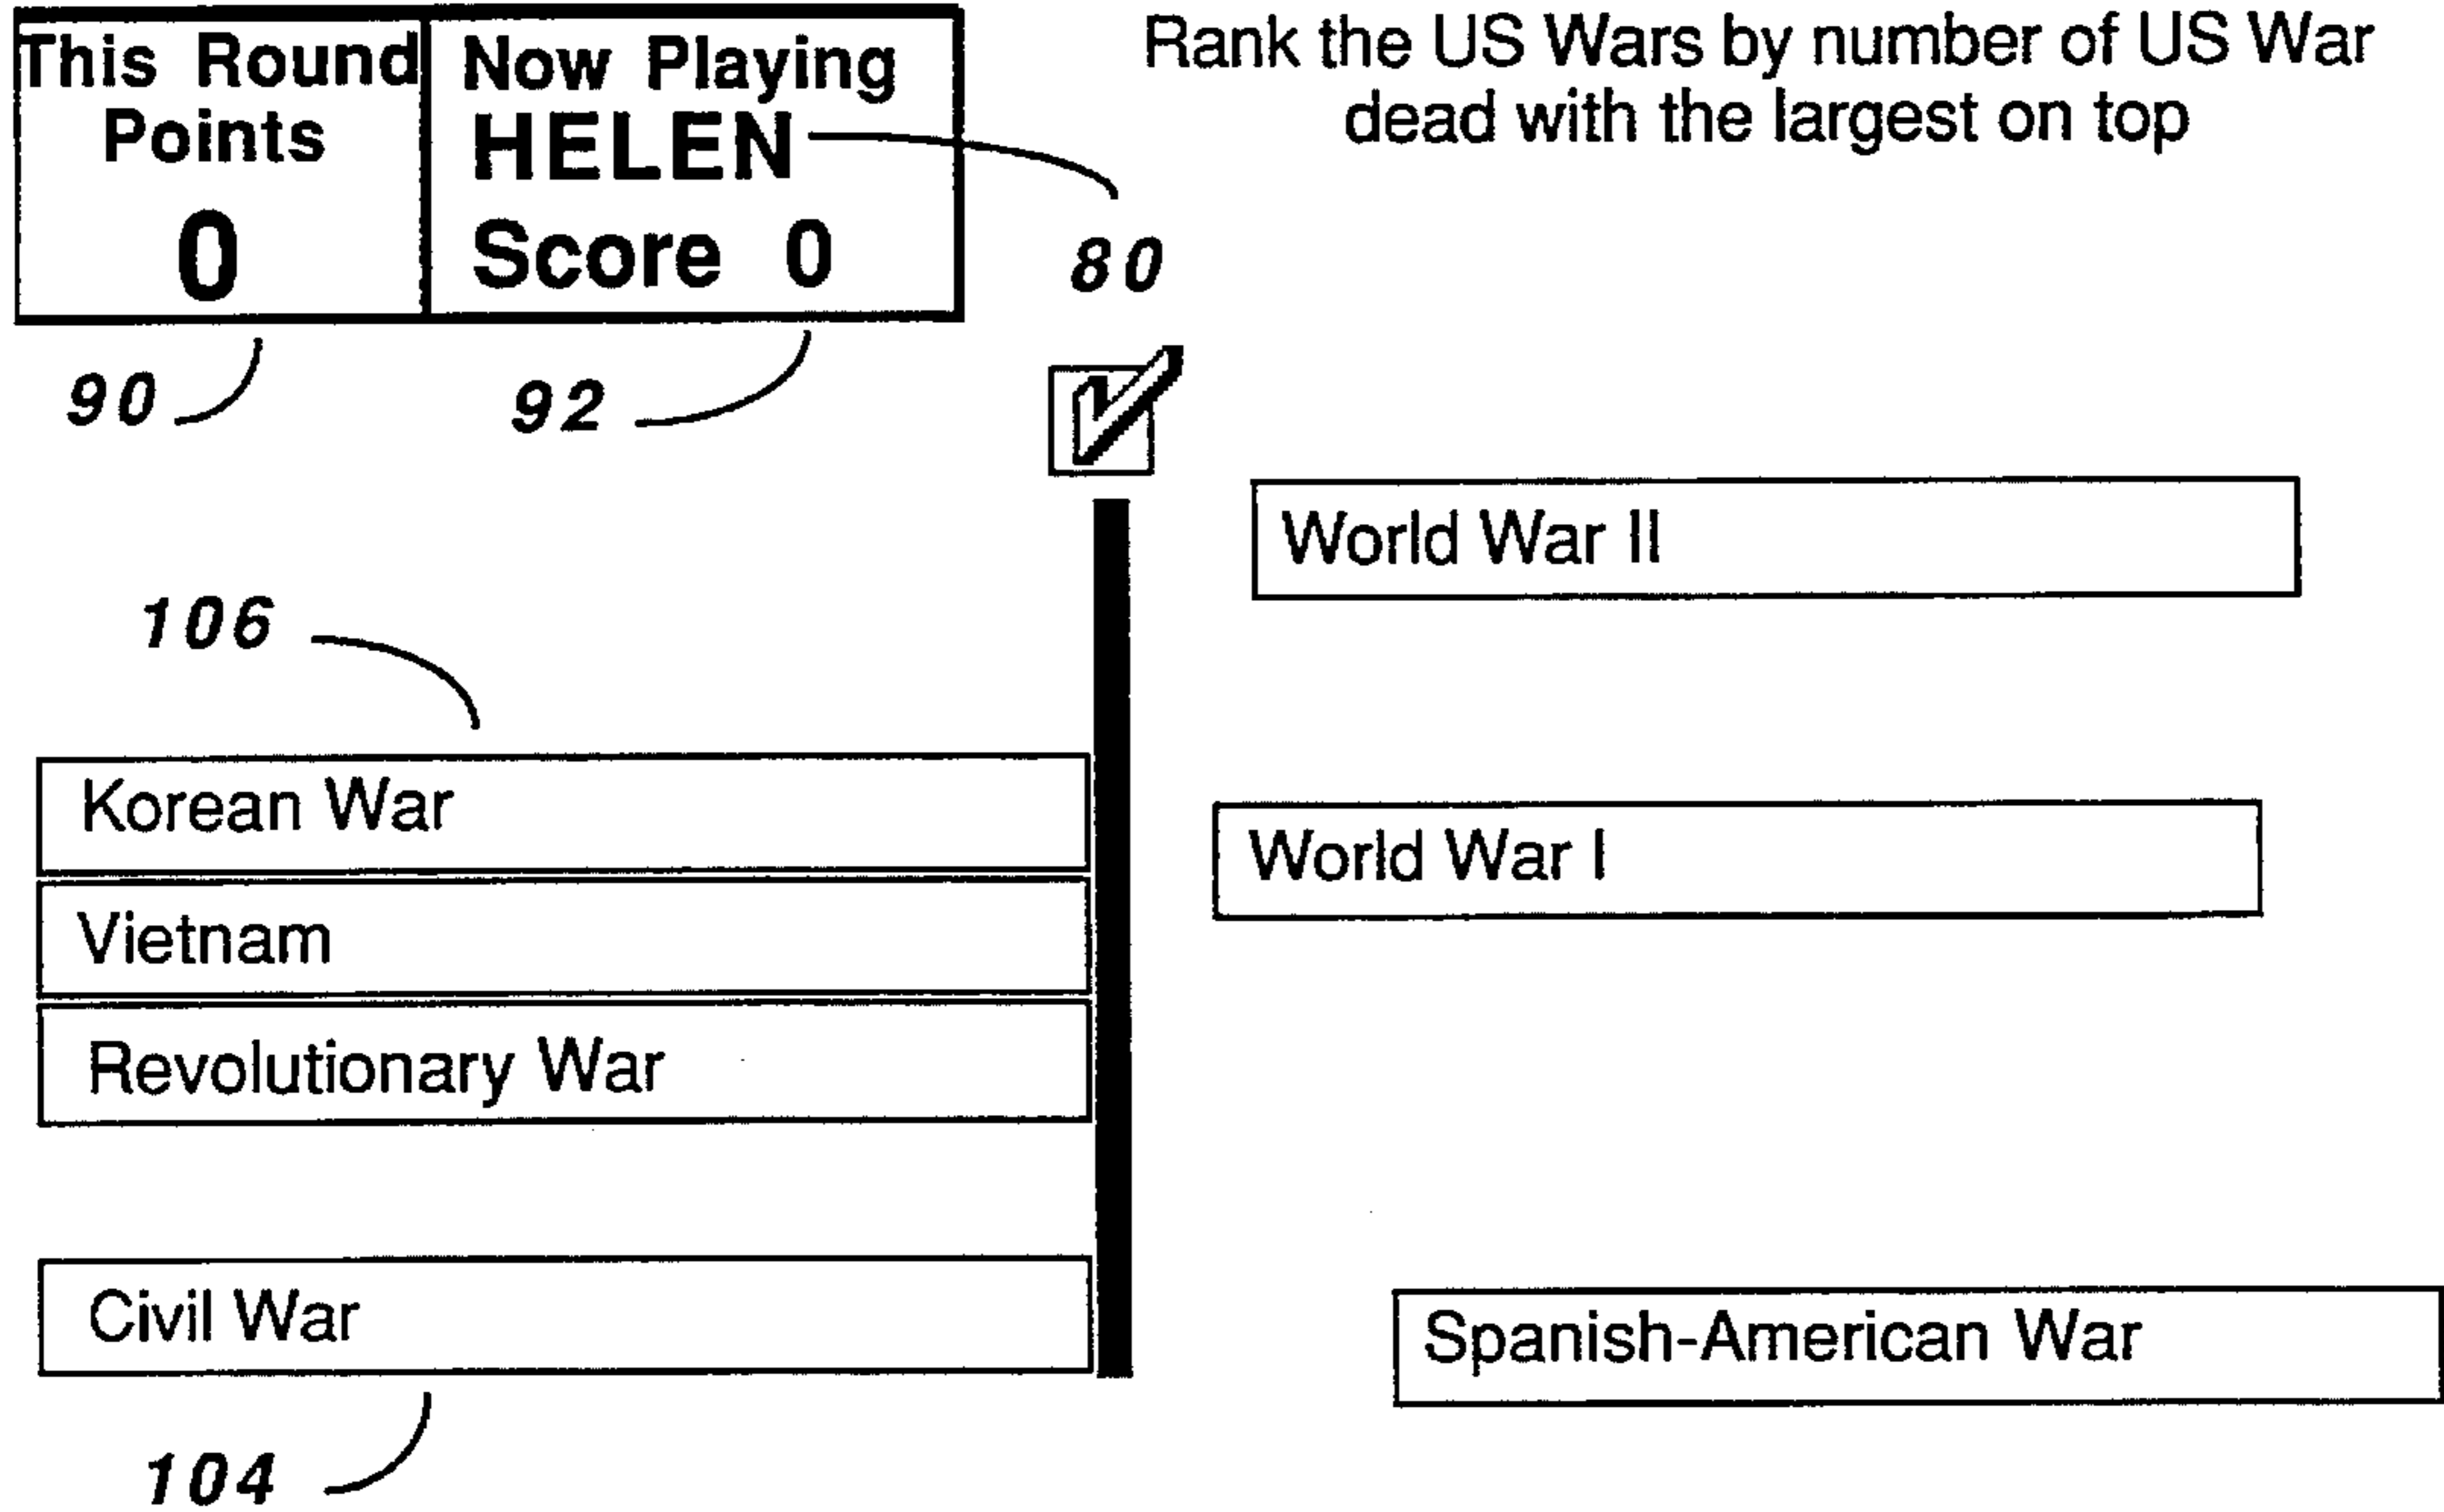 This Round
Points
0
Now Playing
HELEN
Score 0
Rank the US Wars by number of US War
dead with the largest on top
80
90
92
World War II
106
Korean War
World War I
Vietnam
Revolutionary War
Civil War
Spanish-American War
104